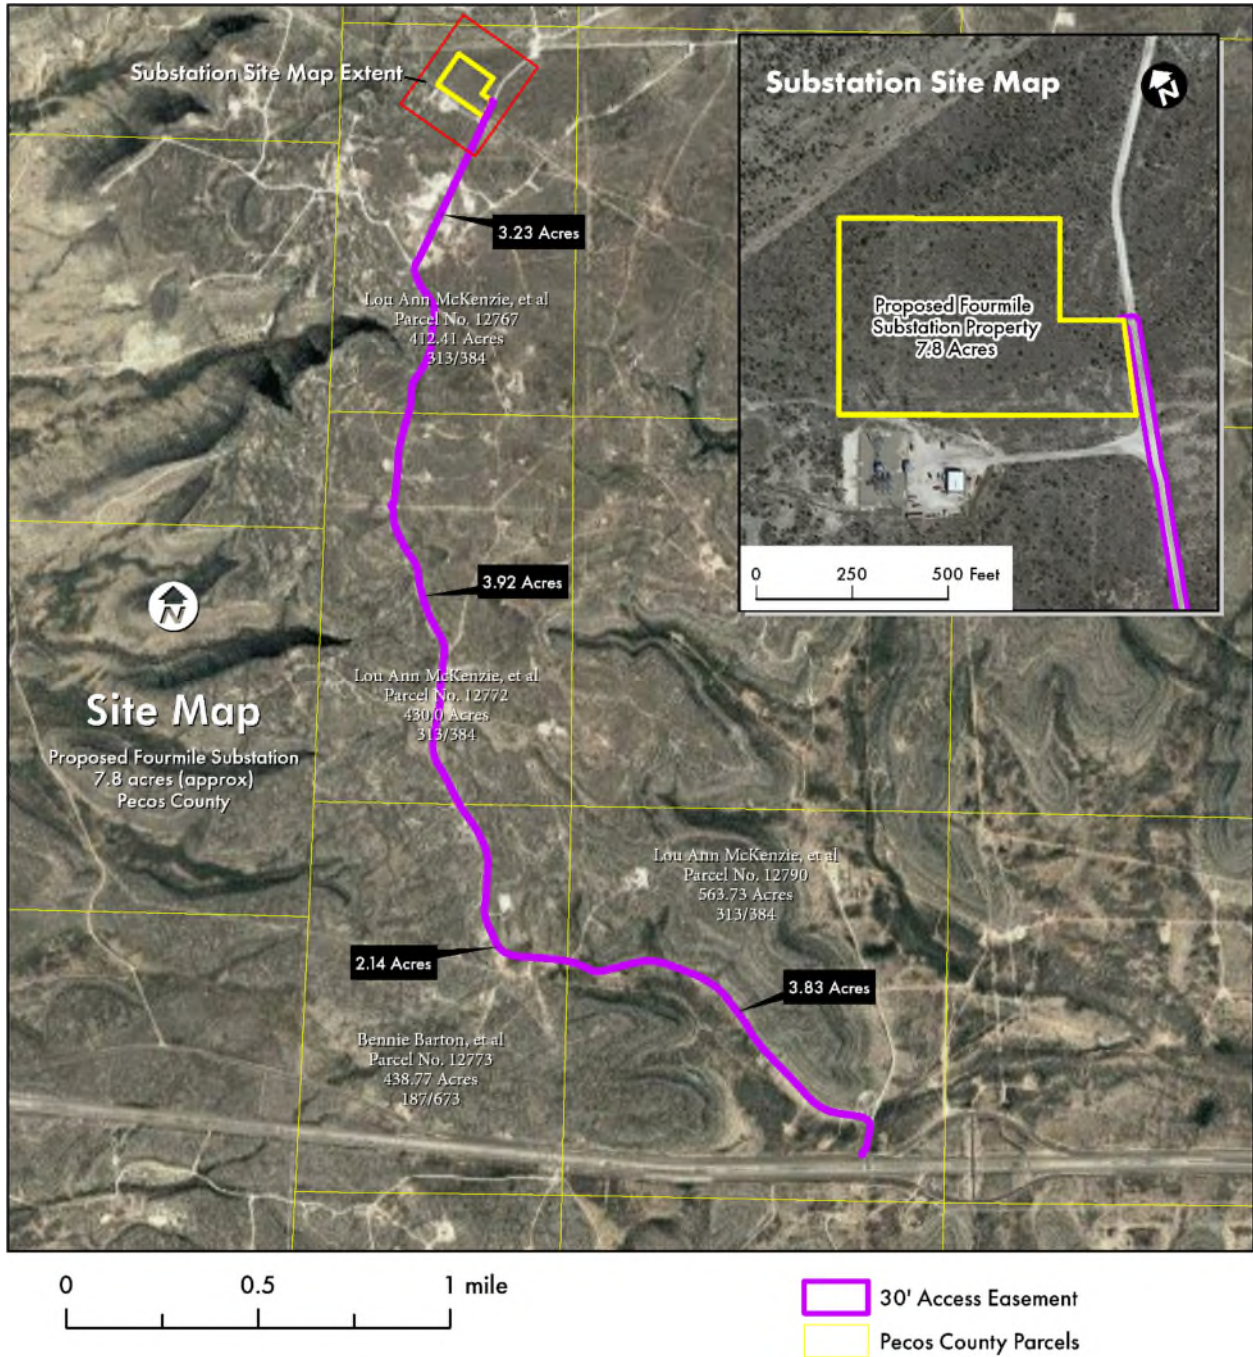 Substation Site Map Extent
Substation Site Map
N
3.23 Acres
Lou Ann McKenzie, et al
Parcel No. 12767
412.41 Acres
313/384
Proposed Fourmile
Substation Property
7.8 Acres
0 250 500 Feet
3.92 Acres
N
Lou Ann McKenzie, et al
Parcel No. 12772
430.0 Acres
313/384
Site Map
Proposed Fourmile Substation
7.8 acres (approx)
Pecos County
Lou Ann McKenzie, et al
Parcel No. 12790
563.73 Acres
313/384
2.14 Acres
3.83 Acres
Bennie Barton, et al
Parcel No. 12773
438.77 Acres
187/673
0 0.5 1 mile
30' Access Easement
Pecos County Parcels